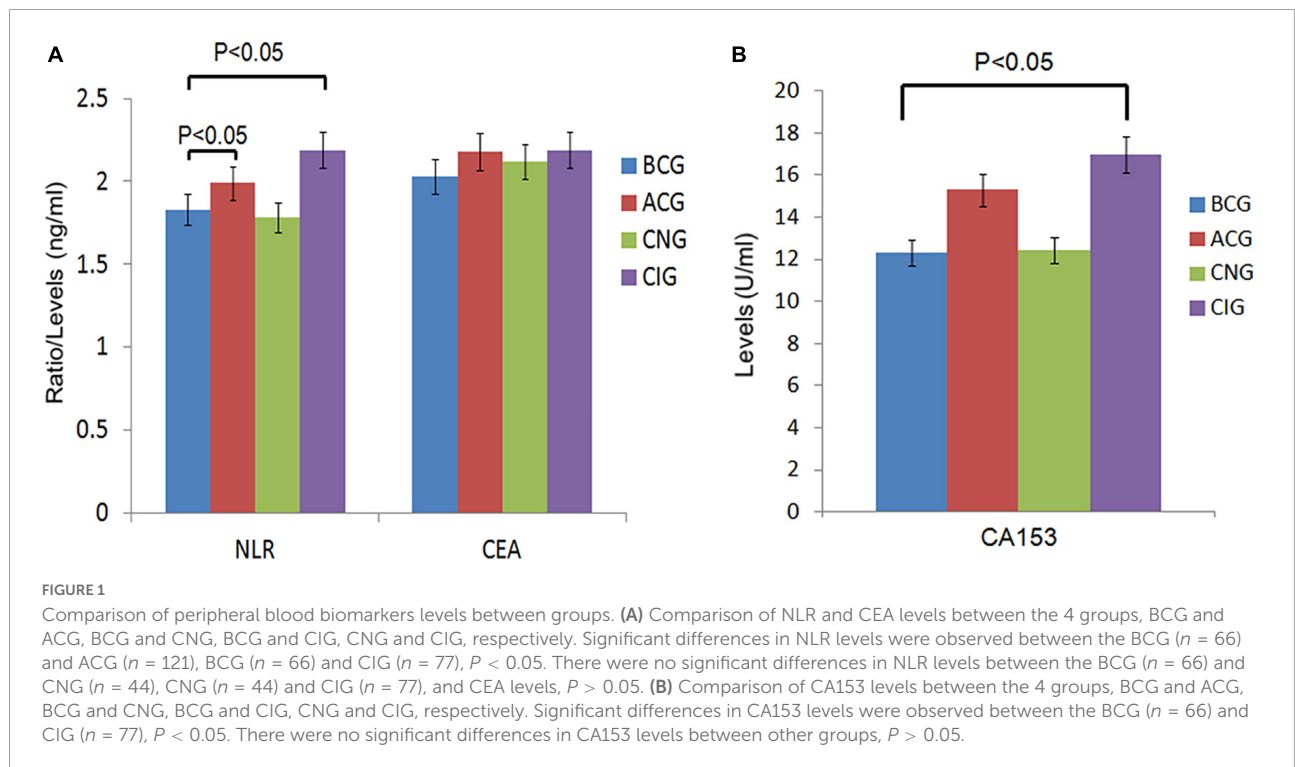 A
P<0.05
P<0.05
2.5
2
1.5
1
0.5
0
Ratio/Levels (ng/ml)
NLR
CEA
BCG
ACG
CNG
CIG
B
P<0.05
20
18
16
14
12
10
8
6
4
2
0
Levels (U/ml)
CA153
BCG
ACG
CNG
CIG
FIGURE 1
Comparison of peripheral blood biomarkers levels between groups. (A) Comparison of NLR and CEA levels between the 4 groups, BCG and
ACG, BCG and CNG, BCG and CIG, CNG and CIG, respectively. Significant differences in NLR levels were observed between the BCG (n = 66)
and ACG (n = 121), BCG (n = 66) and CIG (n = 77), P < 0.05. There were no significant differences in NLR levels between the BCG (n = 66) and
CNG (n = 44), CNG (n = 44) and CIG (n = 77), and CEA levels, P > 0.05. (B) Comparison of CA153 levels between the 4 groups, BCG and ACG,
BCG and CNG, BCG and CIG, CNG and CIG, respectively. Significant differences in CA153 levels were observed between the BCG (n = 66) and
CIG (n = 77), P < 0.05. There were no significant differences in CA153 levels between other groups, P > 0.05.